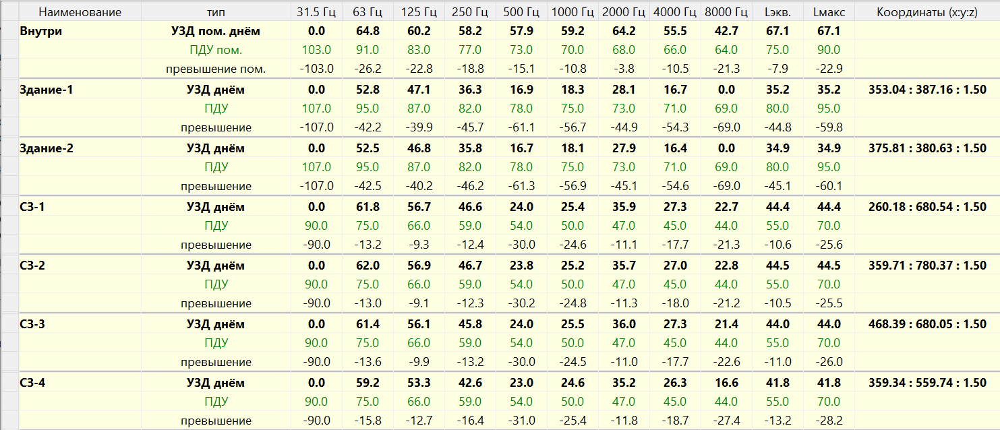 Наименование тип 31.5 Гц 63 Гц 125 Гц 250 Гц 500 Гц 1000 Гц 2000 Гц 4000 Гц 8000 Гц Lэкв. Lмакс Координаты (x:y:z)
Внутри УЗД пом. днём 0.0 64.8 60.2 58.2 57.9 59.2 64.2 55.5 42.7 67.1 67.1
ПДУ пом. 103.0 91.0 83.0 77.0 73.0 70.0 68.0 66.0 64.0 75.0 90.0
превышение пом. -103.0 -26.2 -22.8 -18.8 -15.1 -10.8 -3.8 -10.5 -21.3 -7.9 -22.9
Здание-1 УЗД днём 0.0 52.8 47.1 36.3 16.9 18.3 28.1 16.7 0.0 35.2 35.2 353.04 : 387.16 : 1.50
ПДУ 107.0 95.0 87.0 82.0 78.0 75.0 73.0 71.0 69.0 80.0 95.0
превышение -107.0 -42.2 -39.9 -45.7 -61.1 -56.7 -44.9 -54.3 -69.0 -44.8 -59.8
Здание-2 УЗД днём 0.0 52.5 46.8 35.8 16.7 18.1 27.9 16.4 0.0 34.9 34.9 375.81 : 380.63 : 1.50
ПДУ 107.0 95.0 87.0 82.0 78.0 75.0 73.0 71.0 69.0 80.0 95.0
превышение -107.0 -42.5 -40.2 -46.2 -61.3 -56.9 -45.1 -54.6 -69.0 -45.1 -60.1
СЗ-1 УЗД днём 0.0 61.8 56.7 46.6 24.0 25.4 35.9 27.3 22.7 44.4 44.4 260.18 : 680.54 : 1.50
ПДУ 90.0 75.0 66.0 59.0 54.0 50.0 47.0 45.0 44.0 55.0 70.0
превышение -90.0 -13.2 -9.3 -12.4 -30.0 -24.6 -11.1 -17.7 -21.3 -10.6 -25.6
СЗ-2 УЗД днём 0.0 62.0 56.9 46.7 23.8 25.2 35.7 27.0 22.8 44.5 44.5 359.71 : 780.37 : 1.50
ПДУ 90.0 75.0 66.0 59.0 54.0 50.0 47.0 45.0 44.0 55.0 70.0
превышение -90.0 -13.0 -9.1 -12.3 -30.2 -24.8 -11.3 -18.0 -21.2 -10.5 -25.5
СЗ-3 УЗД днём 0.0 61.4 56.1 45.8 24.0 25.5 36.0 27.3 21.4 44.0 44.0 468.39 : 680.05 : 1.50
ПДУ 90.0 75.0 66.0 59.0 54.0 50.0 47.0 45.0 44.0 55.0 70.0
превышение -90.0 -13.6 -9.9 -13.2 -30.0 -24.5 -11.0 -17.7 -22.6 -11.0 -26.0
СЗ-4 УЗД днём 0.0 59.2 53.3 42.6 23.0 24.6 35.2 26.3 16.6 41.8 41.8 359.34 : 559.74 : 1.50
ПДУ 90.0 75.0 66.0 59.0 54.0 50.0 47.0 45.0 44.0 55.0 70.0
превышение -90.0 -15.8 -12.7 -16.4 -31.0 -25.4 -11.8 -18.7 -27.4 -13.2 -28.2